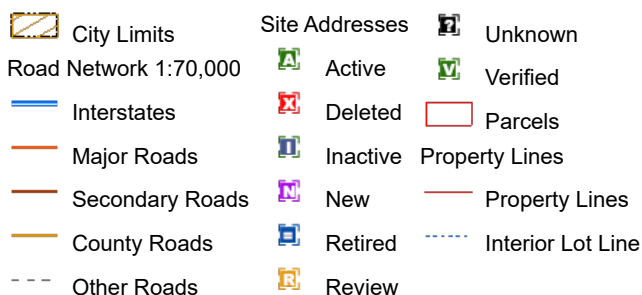 City Limits
Road Network 1:70,000
Interstates
Major Roads
Secondary Roads
County Roads
Other Roads
Site Addresses
A Active
X Deleted
I Inactive
N New
Retired
R Review
? Unknown
V Verified
Parcels
Property Lines
Property Lines
Interior Lot Line